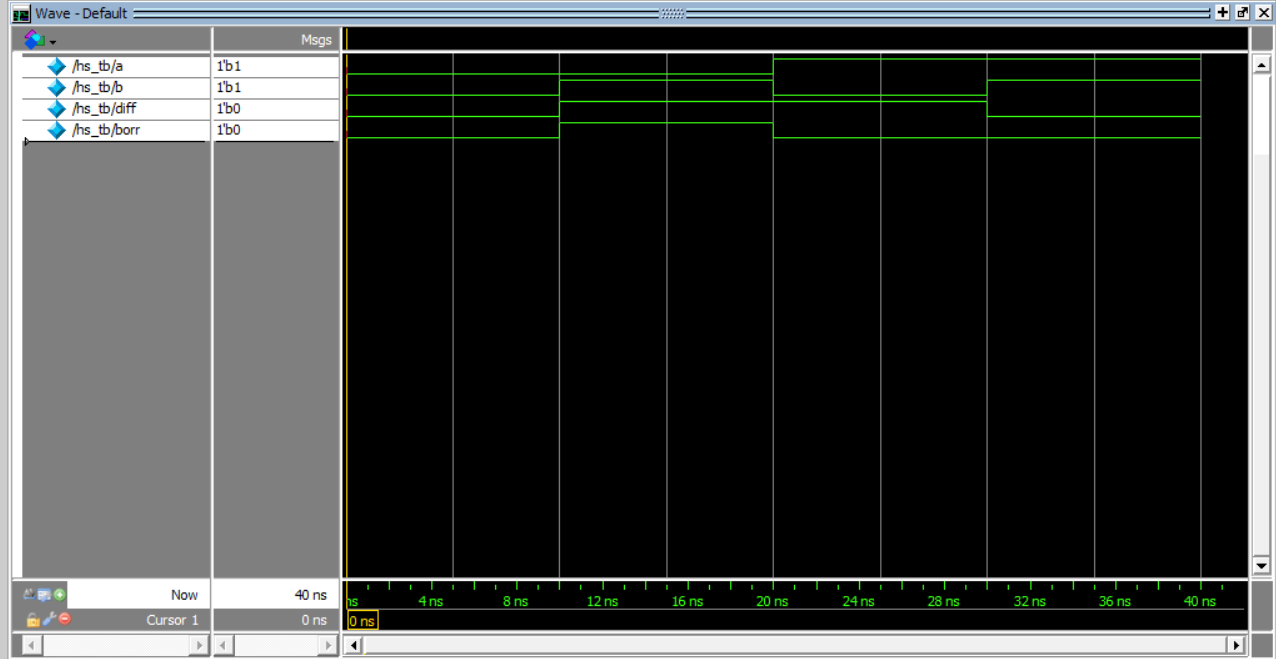 Wave - Default
Msgs
/hs_tb/a 1'b1
/hs_tb/b 1'b1
/hs_tb/diff 1'b0
/hs_tb/borr 1'b0
Now 40 ns
ns 4 ns 8 ns 12 ns 16 ns 20 ns 24 ns 28 ns 32 ns 36 ns 40 ns
Cursor 1 0 ns 0 ns